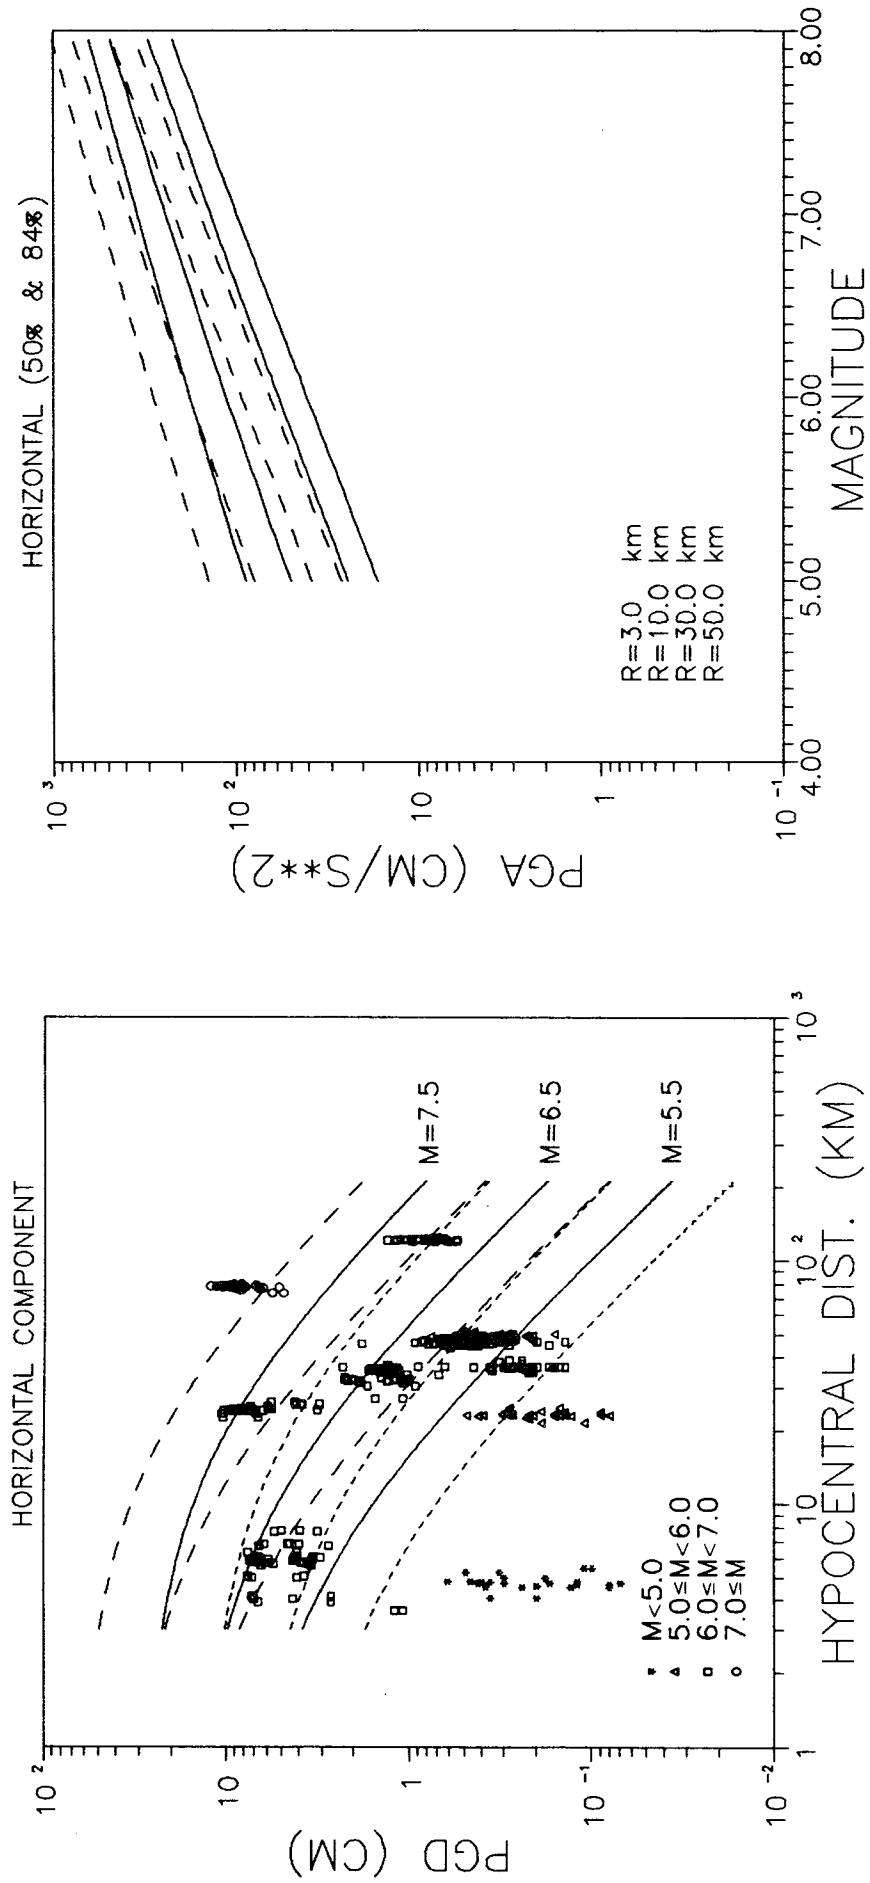 HORIZONTAL COMPONENT
10 2
10
1
10 -1
10 -2
PGD (CM)
1
10
10 2
10 3
HYPOCENTRAL DIST. (KM)
M=7.5
M=6.5
M=5.5
* M<5.0
△ 5.0≤M<6.0
□ 6.0≤M<7.0
○ 7.0≤M
HORIZONTAL (50% & 84%)
10 3
10 2
10
1
10 -1
PGA (CM/S**2)
4.00
5.00
6.00
7.00
8.00
MAGNITUDE
R=3.0 km
R=10.0 km
R=30.0 km
R=50.0 km